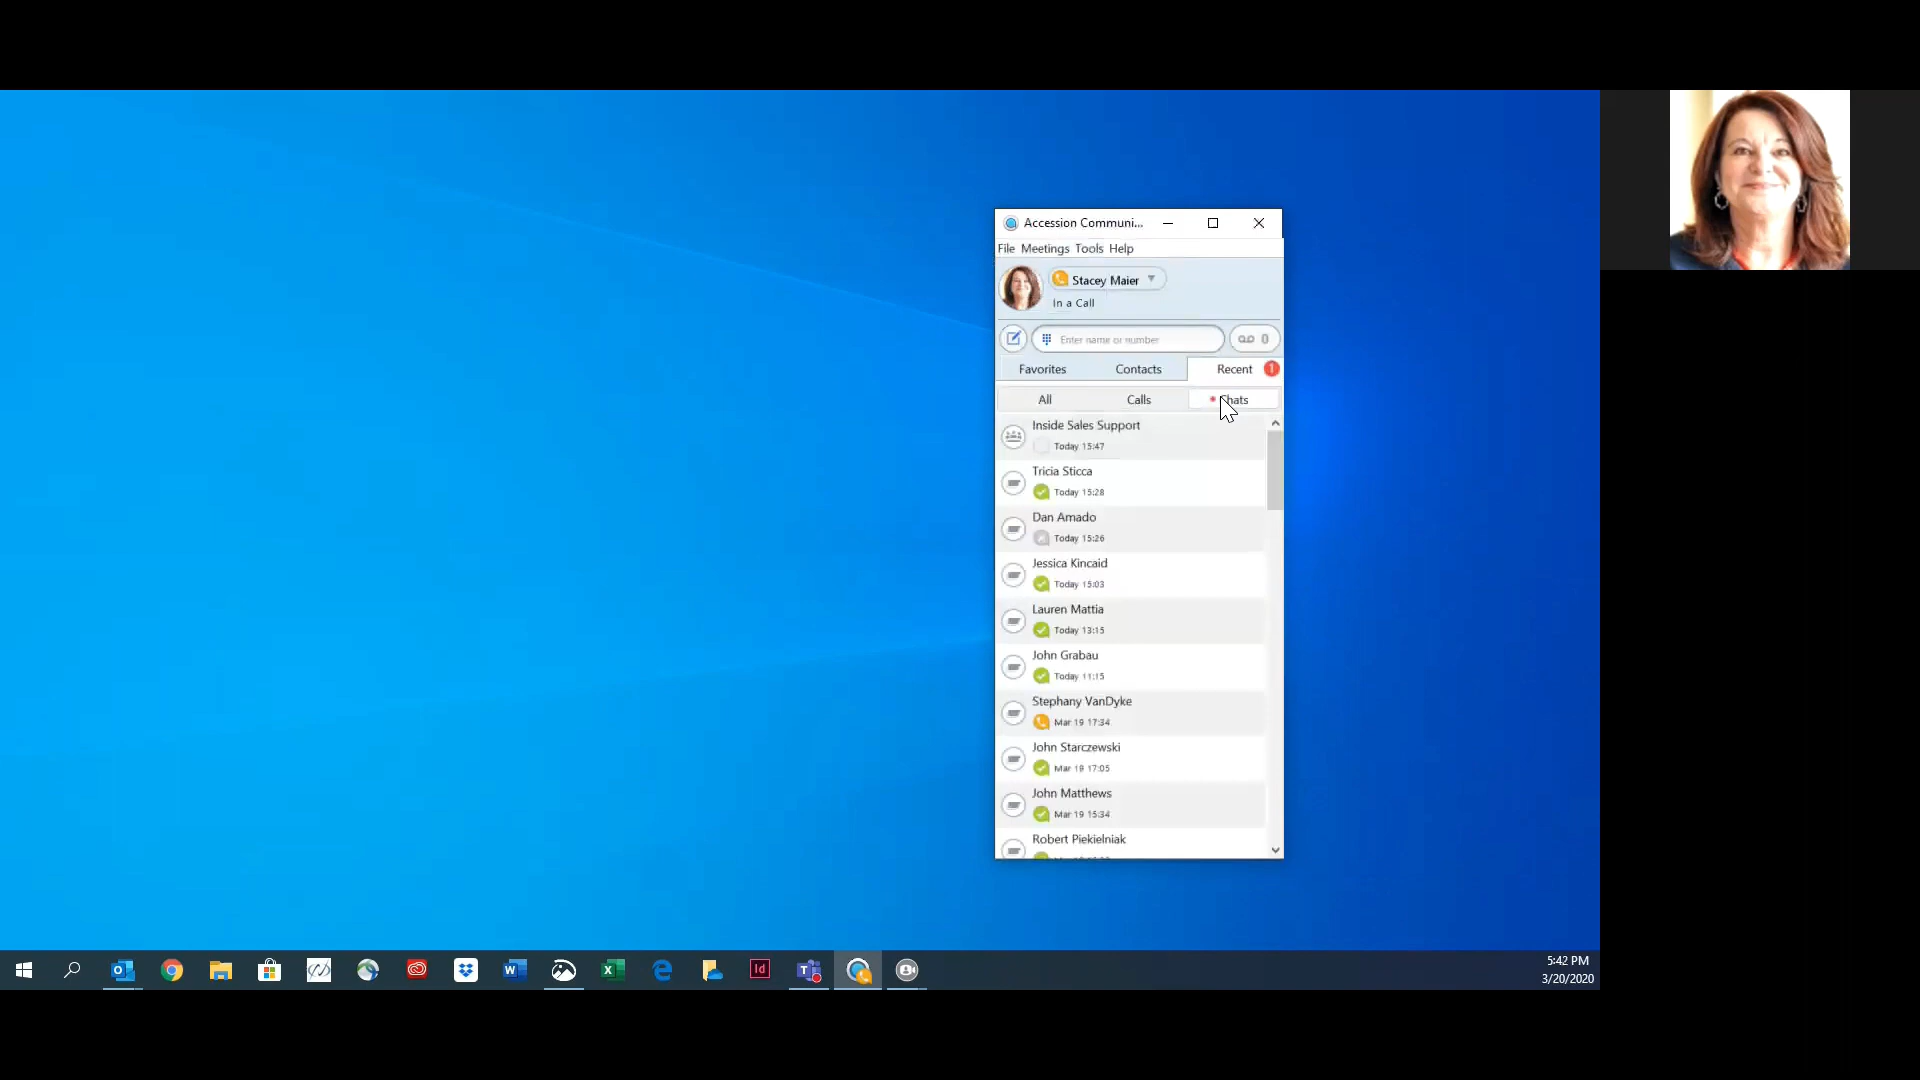 Accession Communi...
File Meetings Tools Help
Stacey Maier
In a Call
Enter name or number
0
Favorites Contacts Recent 1
All Calls Chats
Inside Sales Support
Today 15:47
Tricia Sticca
Today 15:28
Dan Amado
Today 15:26
Jessica Kincaid
Today 15:03
Lauren Mattia
Today 13:15
John Grabau
Today 11:15
Stephany VanDyke
Mar 19 17:34
John Starczewski
Mar 19 17:05
John Matthews
Mar 19 15:34
Robert Piekielniak
5:42 PM
3/20/2020